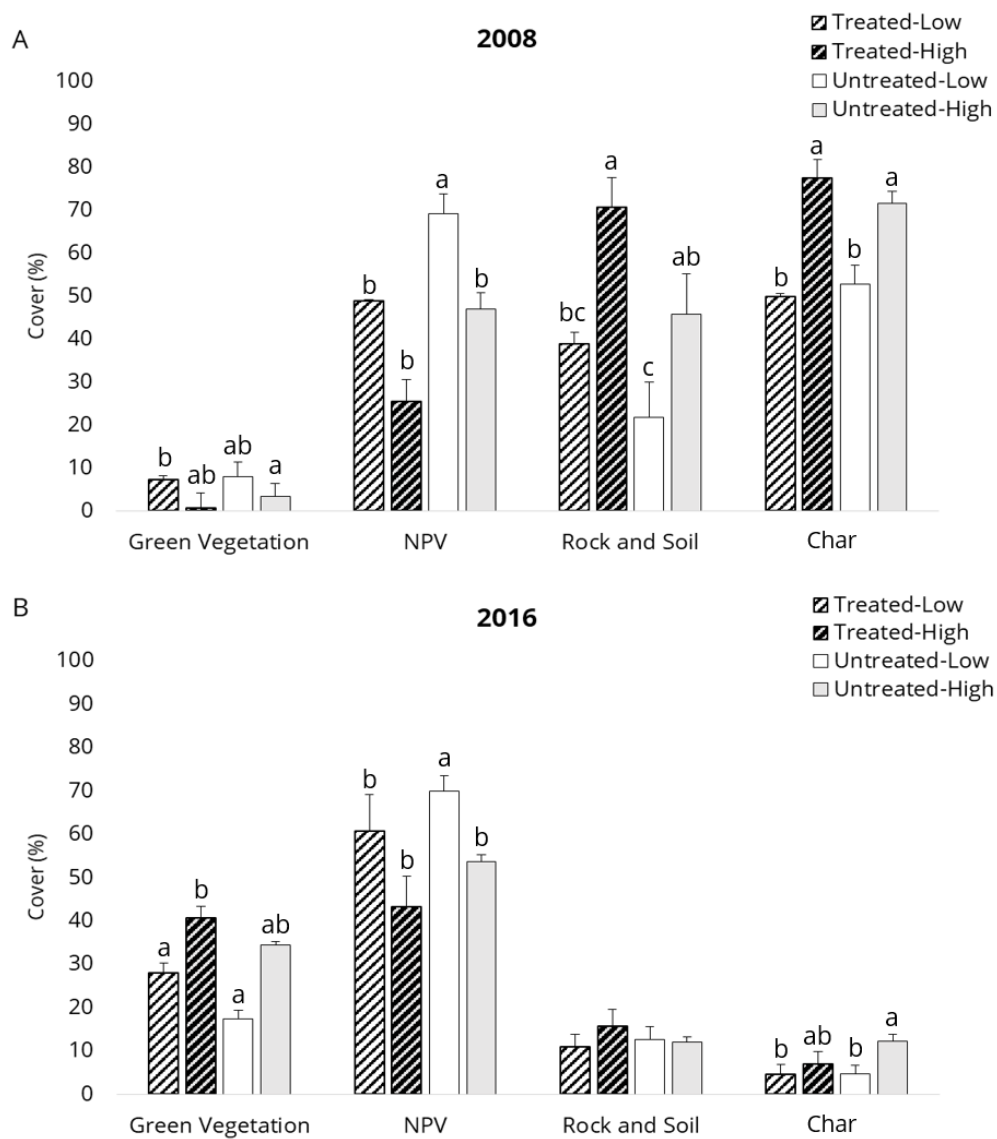 A
2008
Treated-Low
Treated-High
Untreated-Low
Untreated-High
Cover (%)
100
90
80
70
60
50
40
30
20
10
0
b ab ab a
b b a b
bc a c ab
b a b a
Green Vegetation NPV Rock and Soil Char
B
2016
Treated-Low
Treated-High
Untreated-Low
Untreated-High
Cover (%)
100
90
80
70
60
50
40
30
20
10
0
a b a ab
b b a b
b ab b a
Green Vegetation NPV Rock and Soil Char